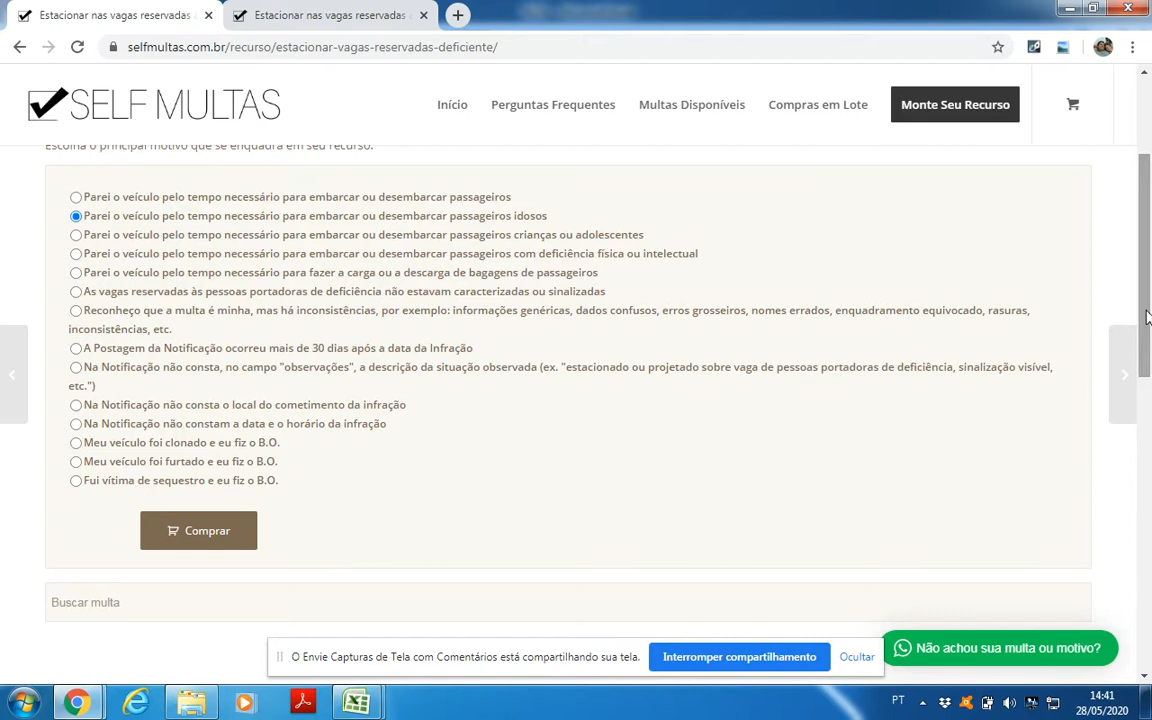 Estacionar nas vagas reservadas
Estacionar nas vagas reservadas
selfmultas.com.br/recurso/estacionar-vagas-reservadas-deficiente/
SELF MULTAS
Início
Perguntas Frequentes
Multas Disponíveis
Compras em Lote
Monte Seu Recurso
Escolha o principal motivo que se enquadra em seu recurso.
Parei o veículo pelo tempo necessário para embarcar ou desembarcar passageiros
Parei o veículo pelo tempo necessário para embarcar ou desembarcar passageiros idosos
Parei o veículo pelo tempo necessário para embarcar ou desembarcar passageiros crianças ou adolescentes
Parei o veículo pelo tempo necessário para embarcar ou desembarcar passageiros com deficiência física ou intelectual
Parei o veículo pelo tempo necessário para fazer a carga ou a descarga de bagagens de passageiros
As vagas reservadas às pessoas portadoras de deficiência não estavam caracterizadas ou sinalizadas
Reconheço que a multa é minha, mas há inconsistências, por exemplo: informações genéricas, dados confusos, erros grosseiros, nomes errados, enquadramento equivocado, rasuras,
inconsistências, etc.
A Postagem da Notificação ocorreu mais de 30 dias após a data da Infração
Na Notificação não consta, no campo "observações", a descrição da situação observada (ex. "estacionado ou projetado sobre vaga de pessoas portadoras de deficiência, sinalização visível,
etc.")
Na Notificação não consta o local do cometimento da infração
Na Notificação não constam a data e o horário da infração
Meu veículo foi clonado e eu fiz o B.O.
Meu veículo foi furtado e eu fiz o B.O.
Fui vítima de sequestro e eu fiz o B.O.
Comprar
Buscar multa
O Envie Capturas de Tela com Comentários está compartilhando sua tela.
Interromper compartilhamento
Ocultar
Não achou sua multa ou motivo?
PT
14:41
28/05/2020